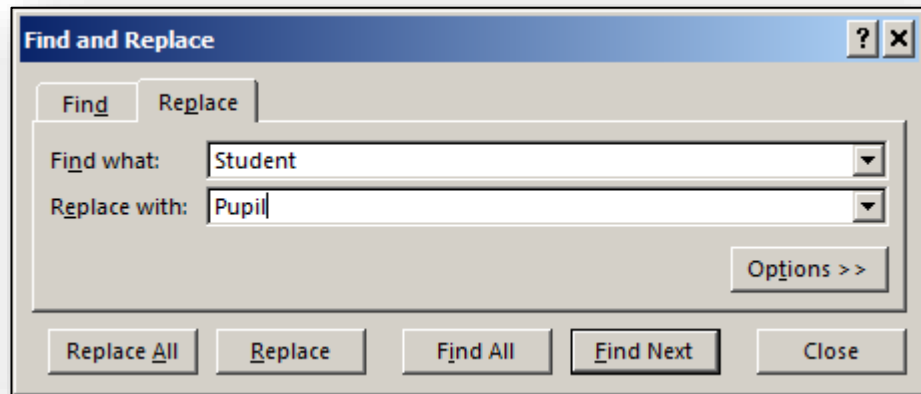 Find and Replace
Find Replace
Find what: Student
Replace with: Pupil
Options >>
Replace All Replace Find All Find Next Close